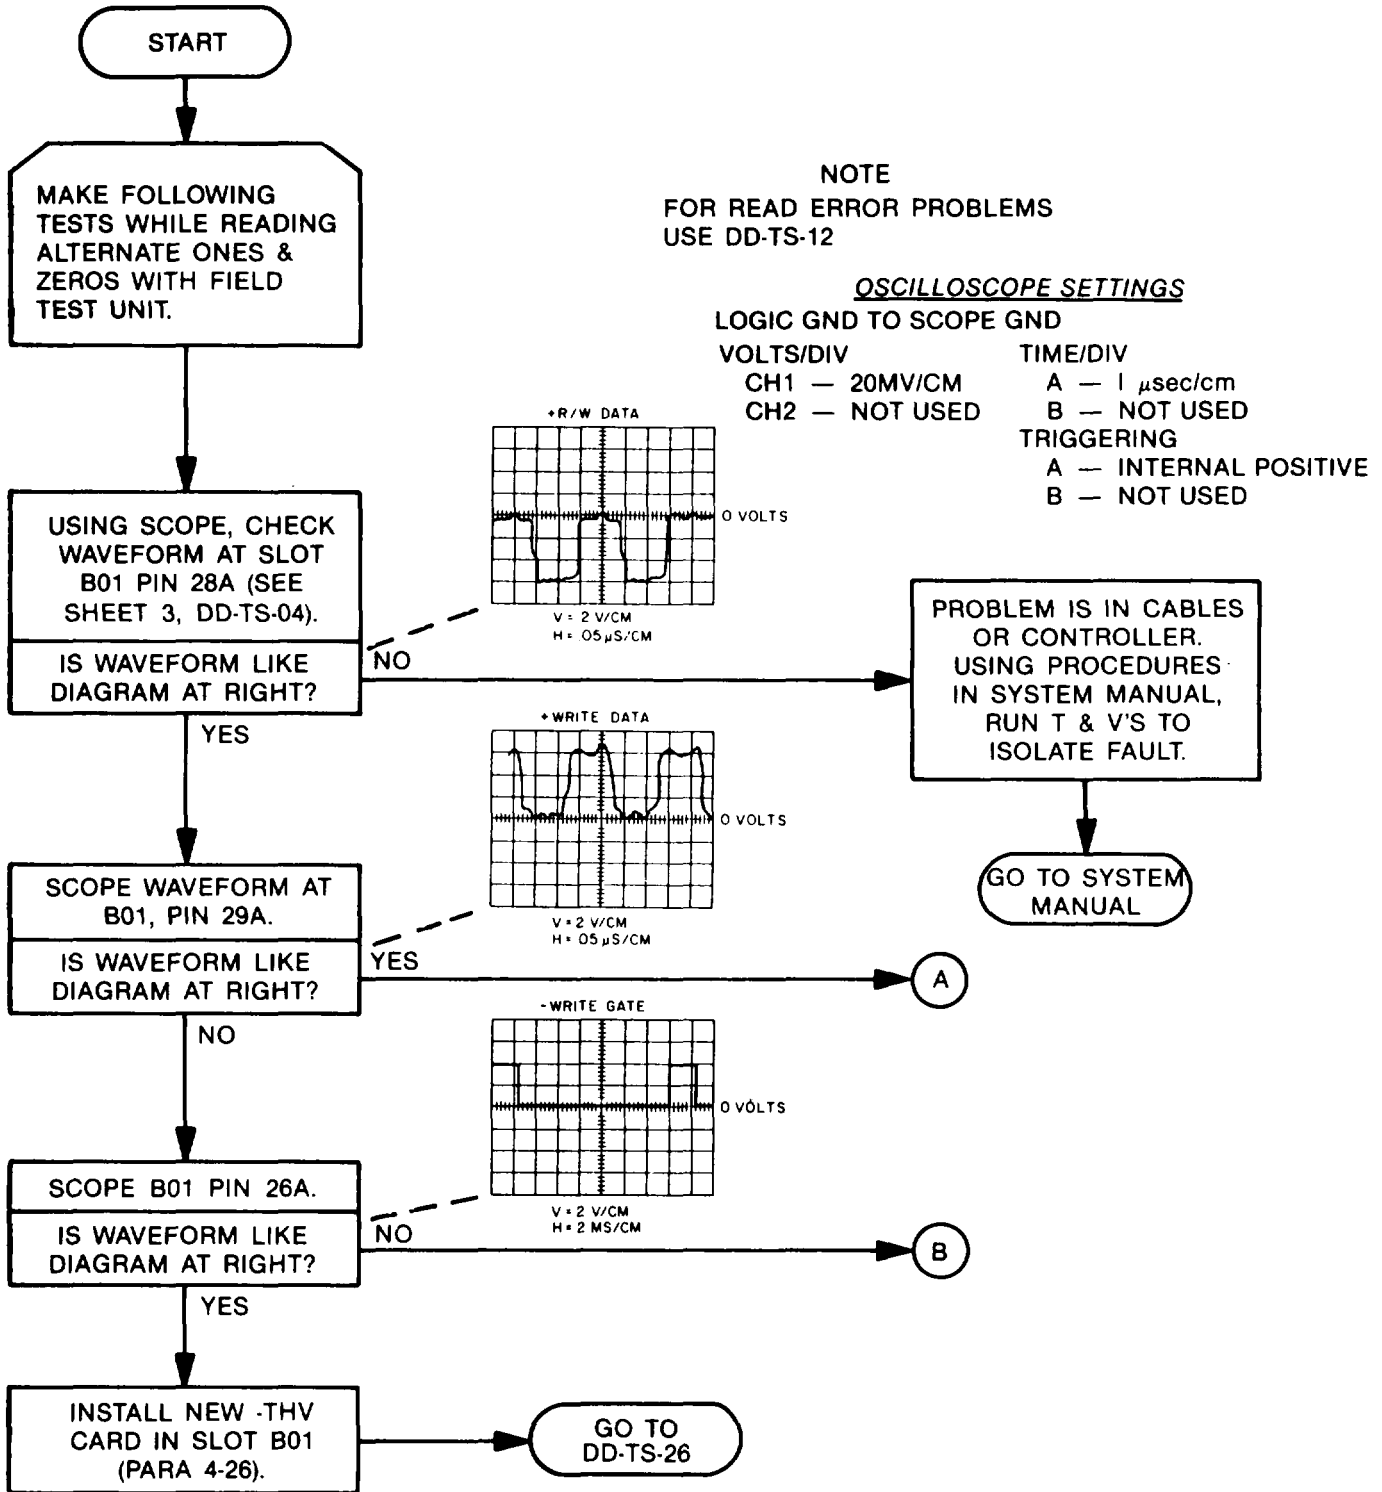 START
MAKE FOLLOWING
TESTS WHILE READING
ALTERNATE ONES &
ZEROS WITH FIELD
TEST UNIT.
NOTE
FOR READ ERROR PROBLEMS
USE DD-TS-12
OSCILLOSCOPE SETTINGS
LOGIC GND TO SCOPE GND
VOLTS/DIV
CH1 — 20MV/CM
CH2 — NOT USED
TIME/DIV
A — I µsec/cm
B — NOT USED
TRIGGERING
A — INTERNAL POSITIVE
B — NOT USED
+R/W DATA
0 VOLTS
V = 2 V/CM
H = .05 µS/CM
USING SCOPE, CHECK
WAVEFORM AT SLOT
B01 PIN 28A (SEE
SHEET 3, DD-TS-04).
IS WAVEFORM LIKE
DIAGRAM AT RIGHT?
NO
YES
PROBLEM IS IN CABLES
OR CONTROLLER.
USING PROCEDURES
IN SYSTEM MANUAL,
RUN T & V'S TO
ISOLATE FAULT.
GO TO SYSTEM
MANUAL
+WRITE DATA
0 VOLTS
V = 2 V/CM
H = 05 µS/CM
SCOPE WAVEFORM AT
B01, PIN 29A.
IS WAVEFORM LIKE
DIAGRAM AT RIGHT?
YES
A
NO
-WRITE GATE
0 VOLTS
V = 2 V/CM
H = 2 MS/CM
SCOPE B01 PIN 26A.
IS WAVEFORM LIKE
DIAGRAM AT RIGHT?
NO
B
YES
INSTALL NEW -THV
CARD IN SLOT B01
(PARA 4-26).
GO TO
DD-TS-26